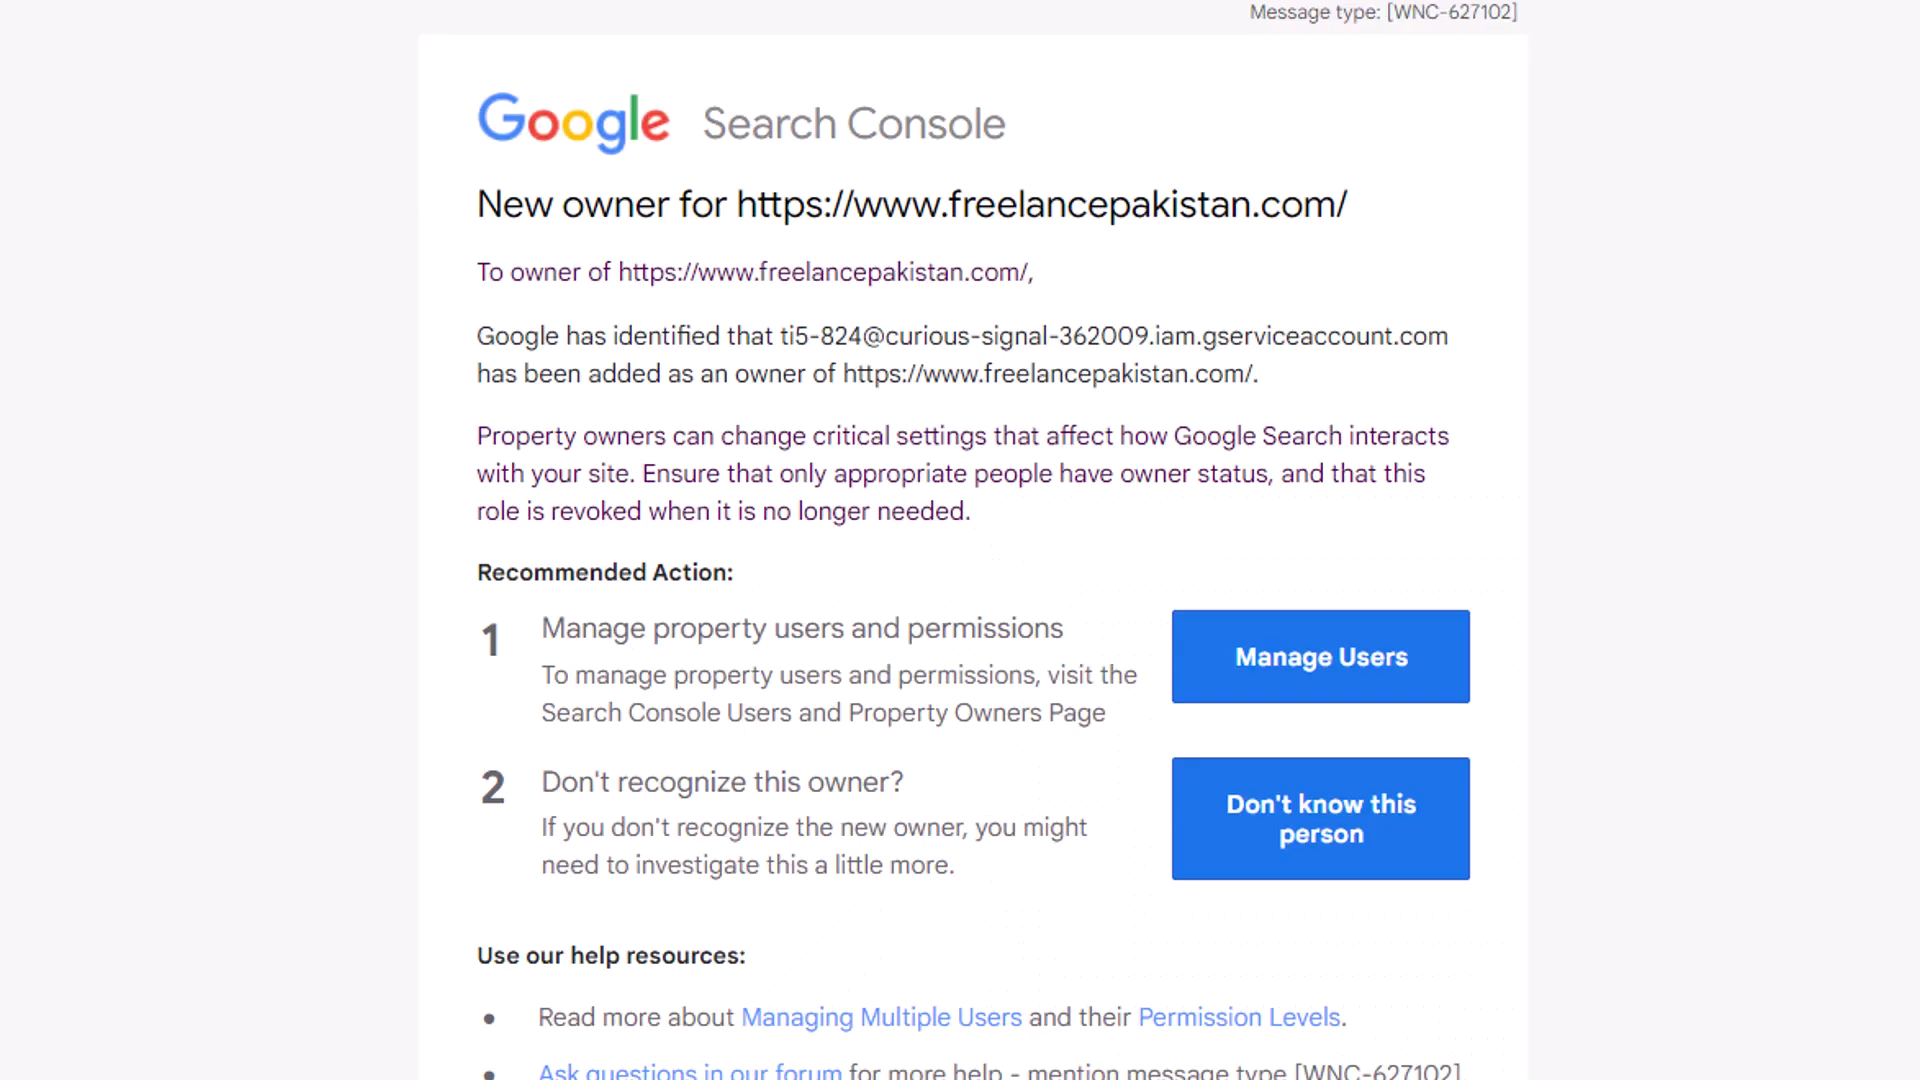 Message type: [WNC-627102]
Google Search Console
New owner for https://www.freelancepakistan.com/
To owner of https://www.freelancepakistan.com/,
Google has identified that ti5-824@curious-signal-362009.iam.gserviceaccount.com
has been added as an owner of https://www.freelancepakistan.com/.
Property owners can change critical settings that affect how Google Search interacts
with your site. Ensure that only appropriate people have owner status, and that this
role is revoked when it is no longer needed.
Recommended Action:
1 Manage property users and permissions
To manage property users and permissions, visit the
Search Console Users and Property Owners Page
Manage Users
2 Don't recognize this owner?
If you don't recognize the new owner, you might
need to investigate this a little more.
Don't know this
person
Use our help resources:
• Read more about Managing Multiple Users and their Permission Levels.
• Ask questions in our forum for more help - mention message type [WNC-627102]